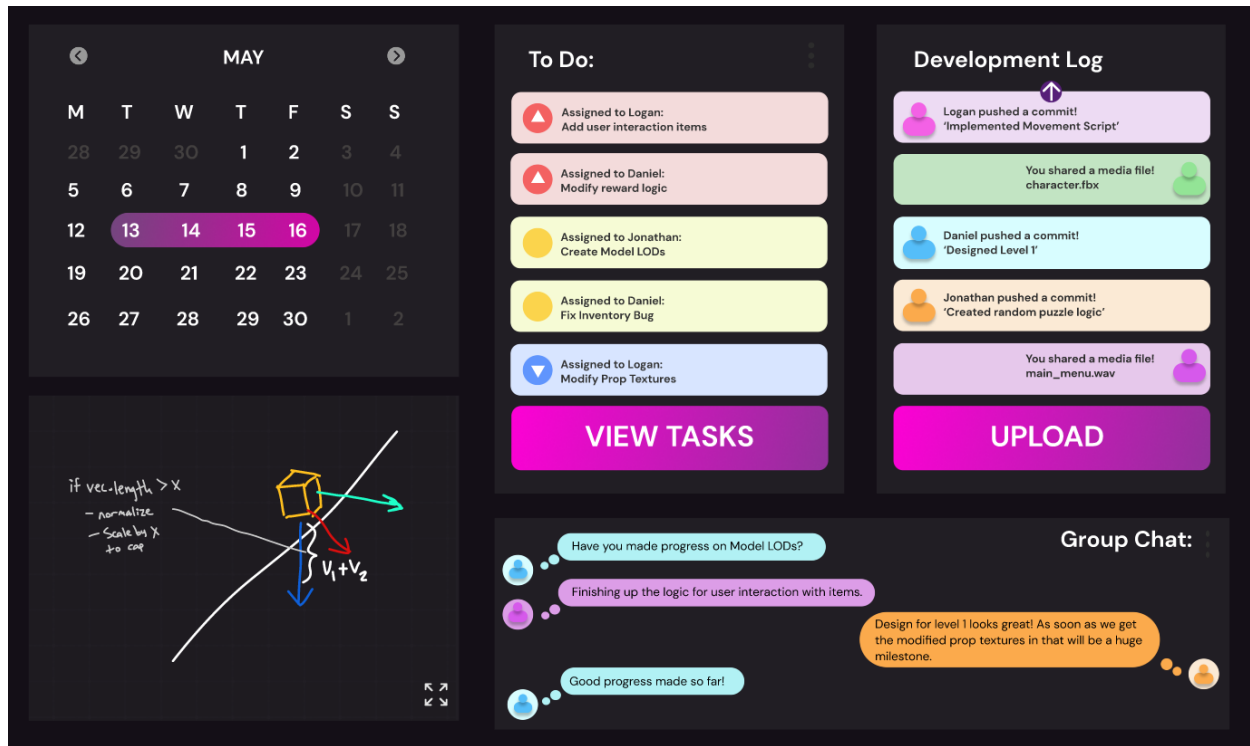 MAY
M T W T F S S
28 29 30 1 2 3 4
5 6 7 8 9 10 11
12 13 14 15 16 17 18
19 20 21 22 23 24 25
26 27 28 29 30 1 2
if vec.length > X
- normalize
- Scale by X
to cap
V1+V2
To Do:
Assigned to Logan:
Add user interaction items
Assigned to Daniel:
Modify reward logic
Assigned to Jonathan:
Create Model LODs
Assigned to Daniel:
Fix Inventory Bug
Assigned to Logan:
Modify Prop Textures
VIEW TASKS
Development Log
Logan pushed a commit!
‘Implemented Movement Script’
You shared a media file!
character.fbx
Daniel pushed a commit!
‘Designed Level 1’
Jonathan pushed a commit!
‘Created random puzzle logic’
You shared a media file!
main_menu.wav
UPLOAD
Group Chat:
Have you made progress on Model LODs?
Finishing up the logic for user interaction with items.
Design for level 1 looks great! As soon as we get
the modified prop textures in that will be a huge
milestone.
Good progress made so far!